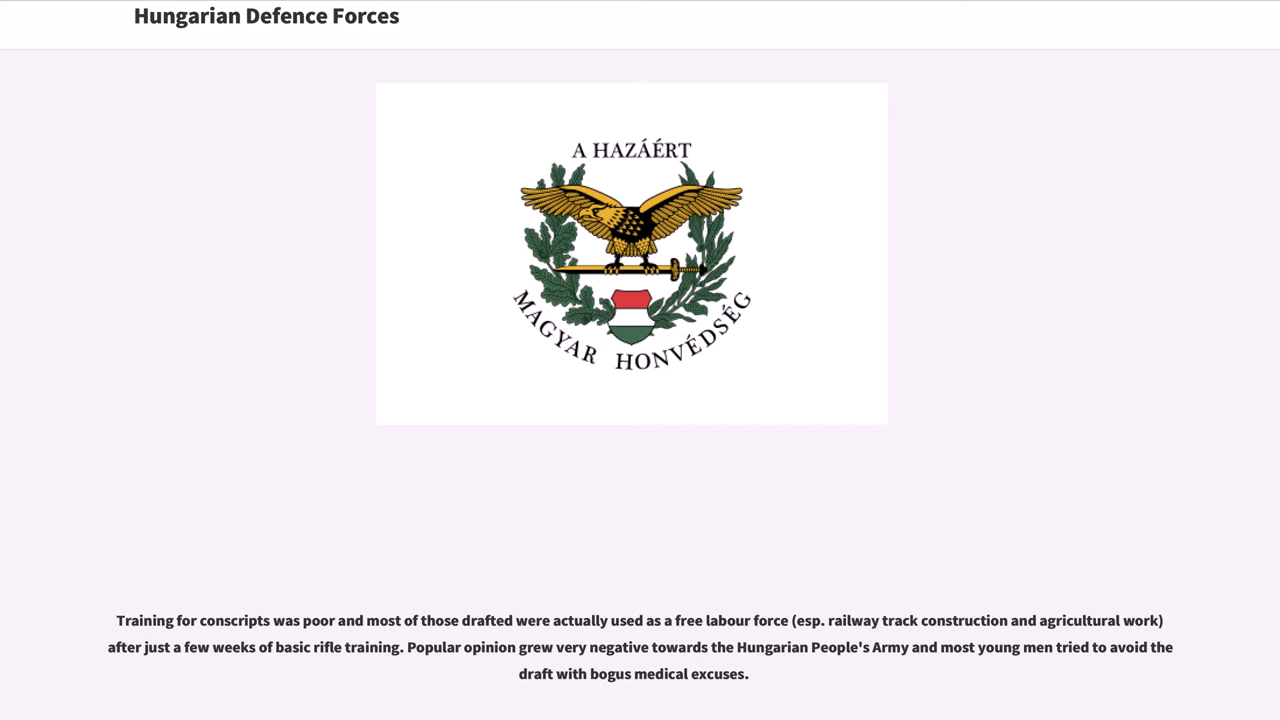 Hungarian Defence Forces
A HAZÁÉRT
MAGYAR HONVÉDSÉG
Training for conscripts was poor and most of those drafted were actually used as a free labour force (esp. railway track construction and agricultural work)
after just a few weeks of basic rifle training. Popular opinion grew very negative towards the Hungarian People's Army and most young men tried to avoid the
draft with bogus medical excuses.